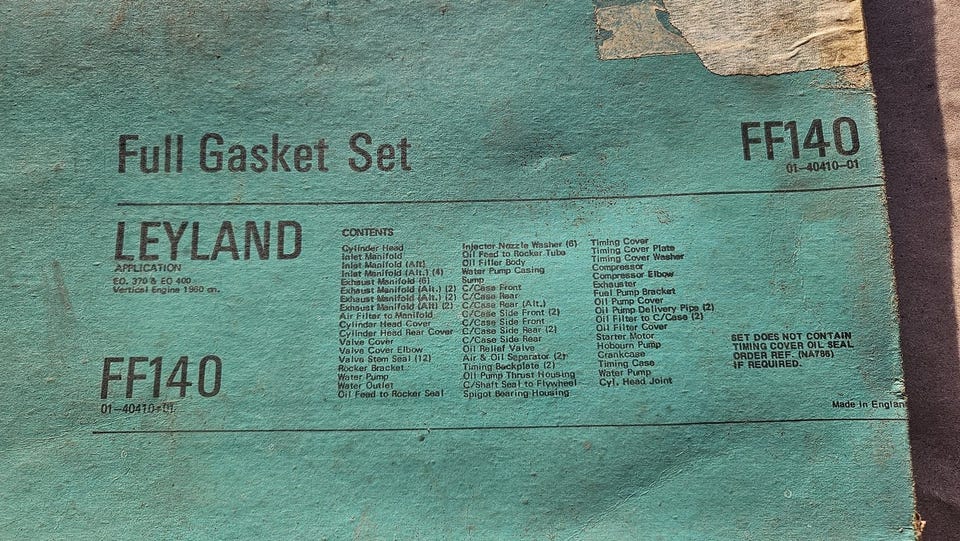 Full Gasket Set
FF140
01-40410-01
LEYLAND
APPLICATION
EO. 370 & EO 400
Vertical Engine 1960 on.
FF140
01-40410-01
CONTENTS
Cylinder Head
Inlet Manifold
Inlet Manifold (Alt)
Inlet Manifold (Alt.) (4)
Exhaust Manifold (6)
Exhaust Manifold (Alt.) (2)
Exhaust Manifold (Alt.) (2)
Exhaust Manifold (Alt) (2)
Air Filter to Manifold
Cylinder Head Cover
Cylinder Head Rear Cover
Valve Cover
Valve Cover Elbow
Valve Stem Seal (12)
Rocker Bracket
Water Pump
Water Outlet
Oil Feed to Rocker Seal
Injector Nozzle Washer (6)
Oil Feed to Rocker Tube
Oil Filler Body
Water Pump Casing
Sump
C/Case Front
C/Case Rear
C/Case Rear (Alt.)
C/Case Side Front (2)
C/Case Side Front
C/Case Side Rear (2)
C/Case Side Rear
Oil Relief Valve
Air & Oil Separator (2)
Timing Backplate (2)
Oil Pump Thrust Housing
C/Shaft Seal to Flywheel
Spigot Bearing Housing
Timing Cover
Timing Cover Plate
Timing Cover Washer
Compressor
Compressor Elbow
Exhauster
Fuel Pump Bracket
Oil Pump Cover
Oil Pump Delivery Pipe (2)
Oil Filter to C/Case (2)
Oil Filter Cover
Starter Motor
Hobourn Pump
Crankcase
Timing Case
Water Pump
Cyl. Head Joint
SET DOES NOT CONTAIN
TIMING COVER OIL SEAL
ORDER REF. (NA786)
IF REQUIRED.
Made in England